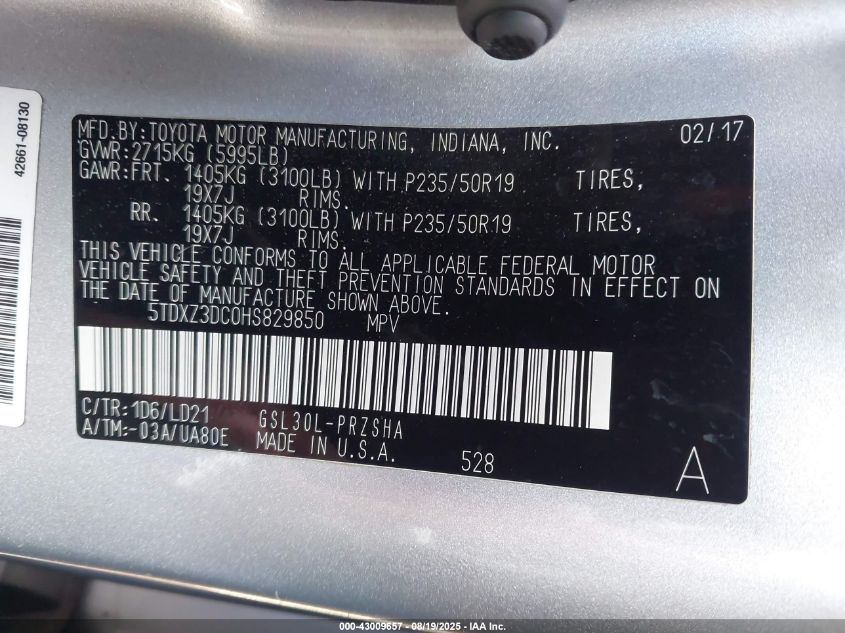 42661-08130
MFD.BY:TOYOTA MOTOR MANUFACTURING, INDIANA, INC. 02/17
GVWR:2715KG (5995LB)
GAWR:FRT. 1405KG (3100LB) WITH P235/50R19 TIRES,
19X7J RIMS.
RR. 1405KG (3100LB) WITH P235/50R19 TIRES,
19X7J RIMS.
THIS VEHICLE CONFORMS TO ALL APPLICABLE FEDERAL MOTOR
VEHICLE SAFETY AND THEFT PREVENTION STANDARDS IN EFFECT ON
THE DATE OF MANUFACTURE SHOWN ABOVE.
5TDXZ3DC0HS829850 MPV
C/TR:1D6/LD21 GSL30L-PRZSHA
A/TM:-03A/UA80E MADE IN U.S.A. 528 A
000-43009657 - 08/19/2025 - IAA Inc.